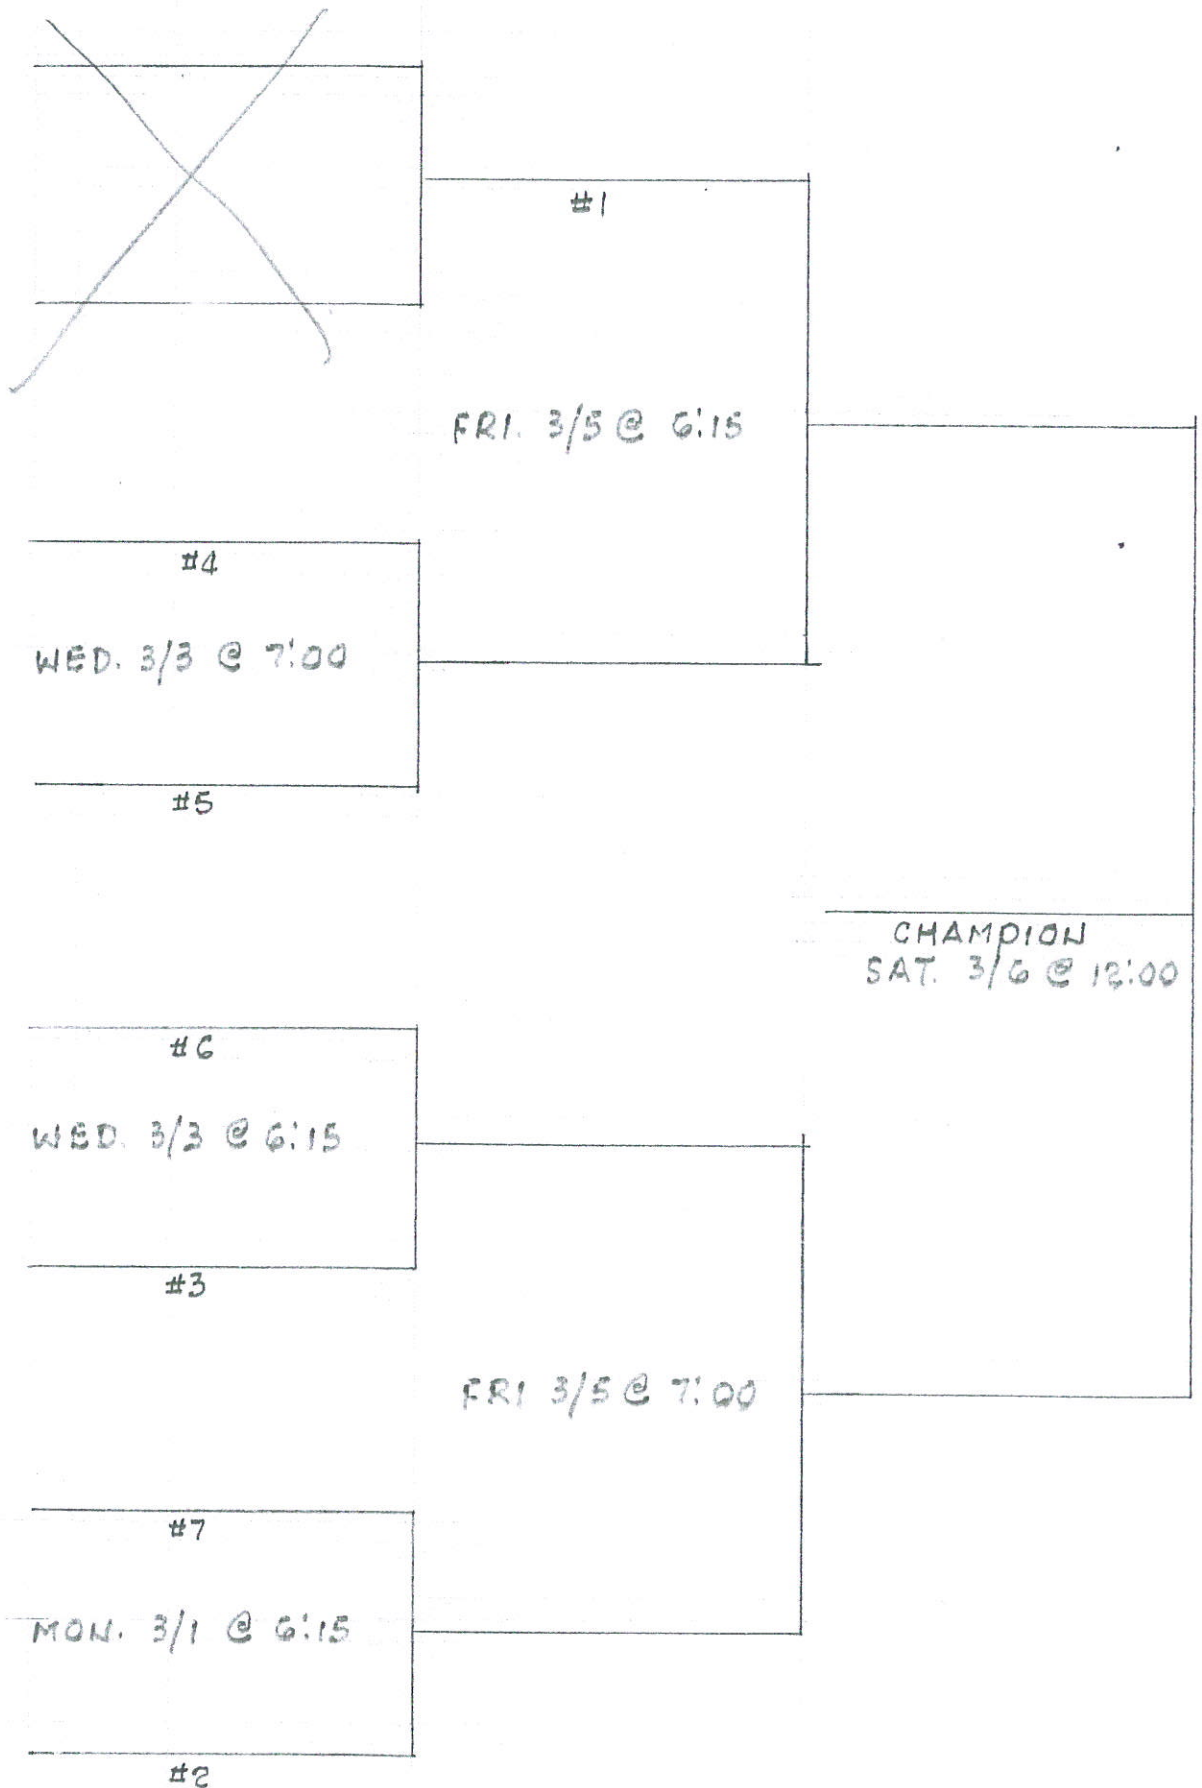 #1
FRI. 3/5 @ 6:15
#4
WED. 3/3 @ 7:00
#5
CHAMPION
SAT. 3/6 @ 12:00
#6
WED. 3/3 @ 6:15
#3
FRI 3/5 @ 7:00
#7
MON. 3/1 @ 6:15
#2